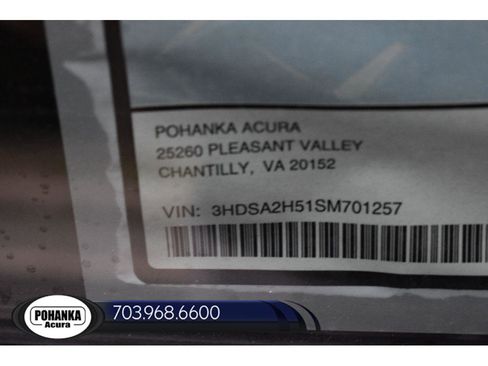 POHANKA ACURA
25260 PLEASANT VALLEY
CHANTILLY, VA 20152
VIN: 3HDSA2H51SM701257
POHANKA
Acura
703.968.6600